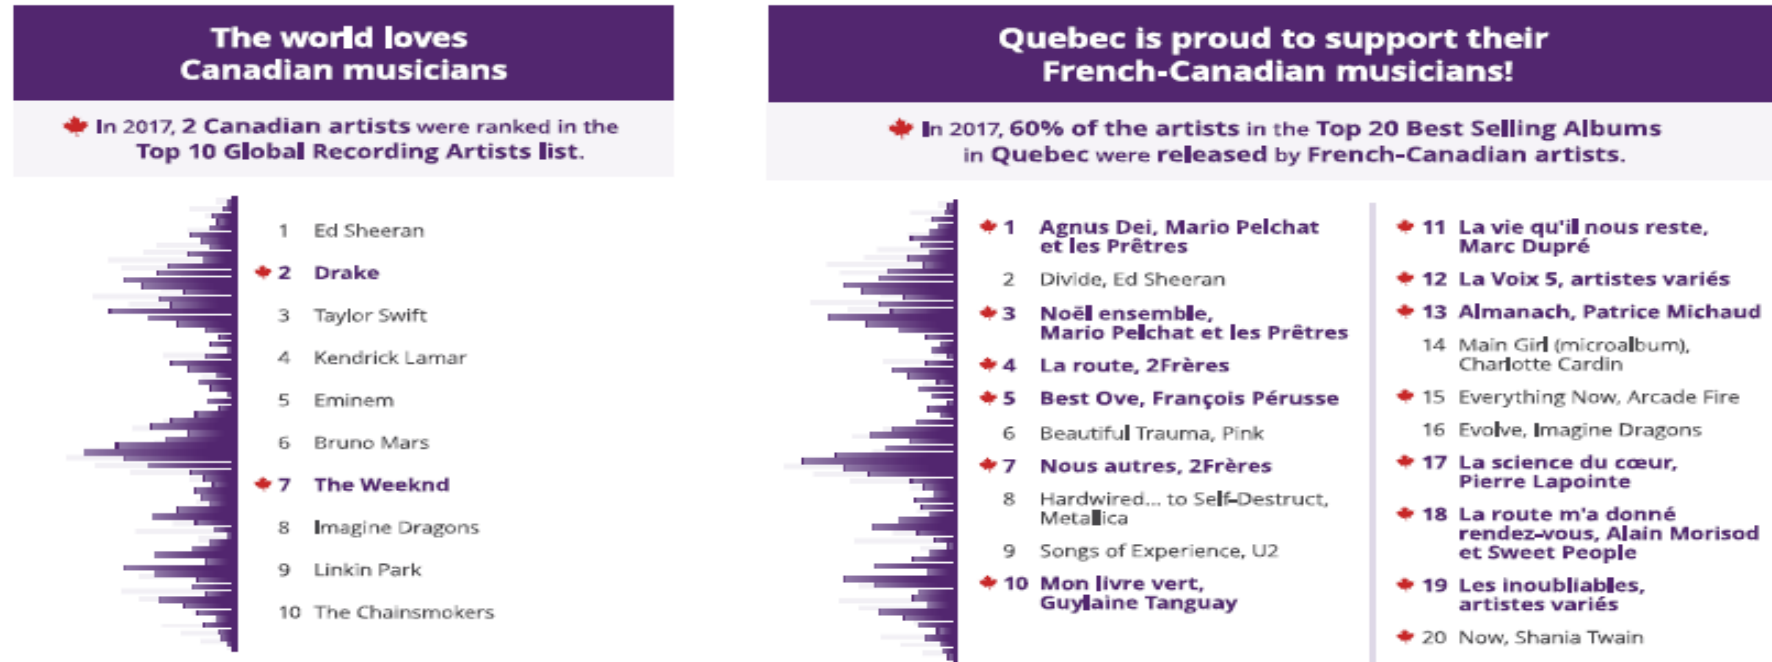 The world loves
Canadian musicians
In 2017, 2 Canadian artists were ranked in the
Top 10 Global Recording Artists list.
1 Ed Sheeran
2 Drake
3 Taylor Swift
4 Kendrick Lamar
5 Eminem
6 Bruno Mars
7 The Weeknd
8 Imagine Dragons
9 Linkin Park
10 The Chainsmokers
Quebec is proud to support their
French-Canadian musicians!
In 2017, 60% of the artists in the Top 20 Best Selling Albums
in Quebec were released by French-Canadian artists.
1 Agnus Dei, Mario Pelchat
et les Prêtres
2 Divide, Ed Sheeran
3 Noël ensemble,
Mario Pelchat et les Prêtres
4 La route, 2Frères
5 Best Ove, François Pérusse
6 Beautiful Trauma, Pink
7 Nous autres, 2Frères
8 Hardwired... to Self-Destruct,
Metallica
9 Songs of Experience, U2
10 Mon livre vert,
Guylaine Tanguay
11 La vie qu'il nous reste,
Marc Dupré
12 La Voix 5, artistes variés
13 Almanach, Patrice Michaud
14 Main Girl (microalbum),
Charlotte Cardin
15 Everything Now, Arcade Fire
16 Evolve, Imagine Dragons
17 La science du cœur,
Pierre Lapointe
18 La route m'a donné
rendez-vous, Alain Morisod
et Sweet People
19 Les inoubliables,
artistes variés
20 Now, Shania Twain